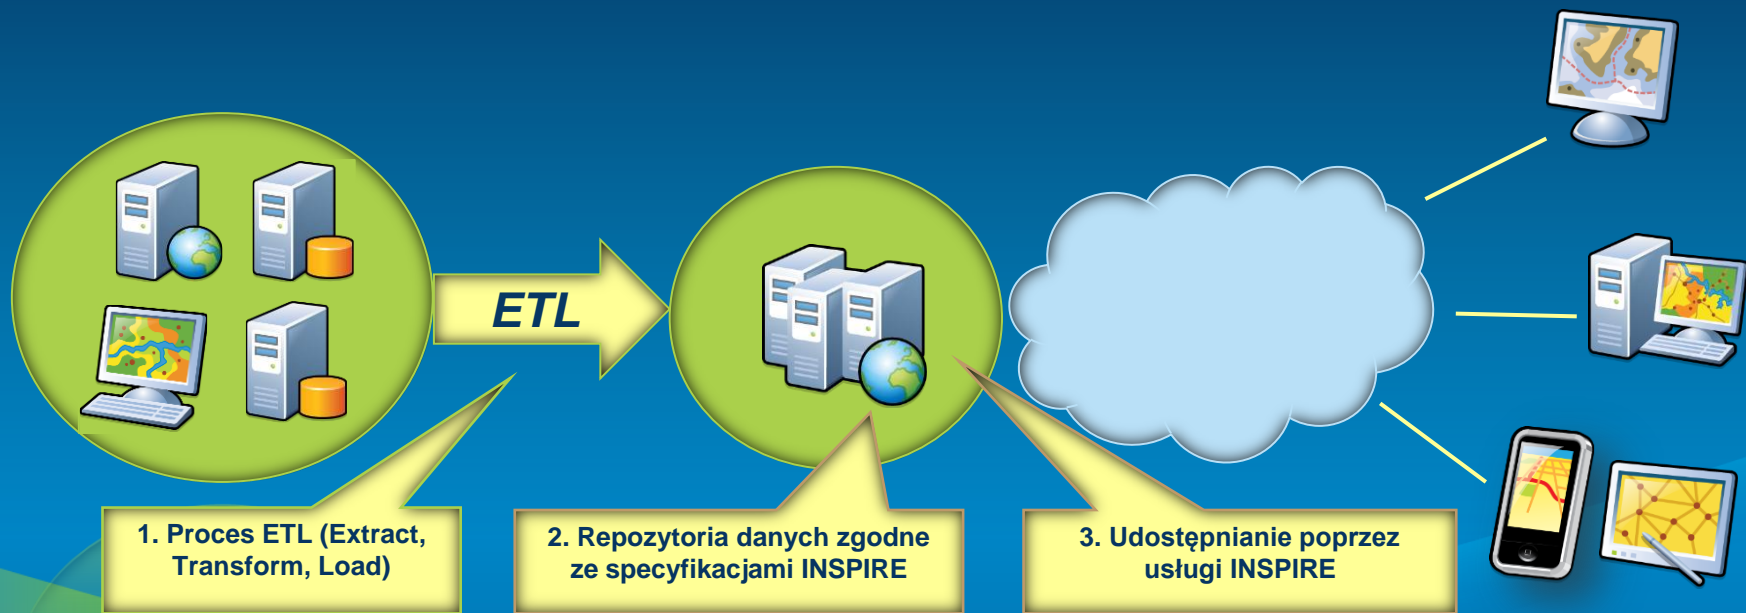 ETL
1. Proces ETL (Extract,
Transform, Load)
2. Repozytoria danych zgodne
ze specyfikacjami INSPIRE
3. Udostępnianie poprzez
usługi INSPIRE